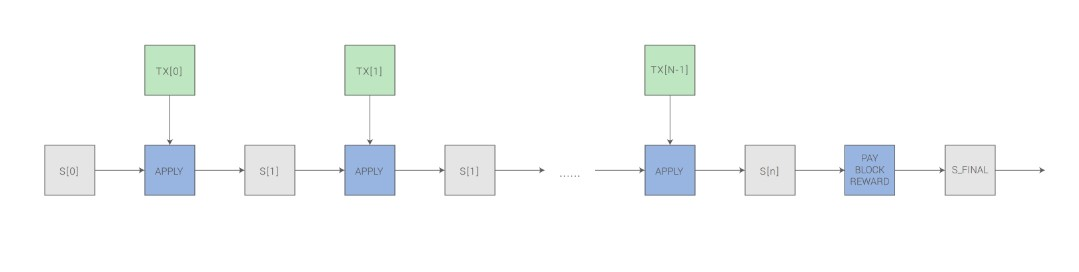 TX[0]
TX[1]
TX[N-1]
S[0]
APPLY
S[1]
APPLY
S[1]
......
APPLY
S[n]
PAY
BLOCK
REWARD
S_FINAL